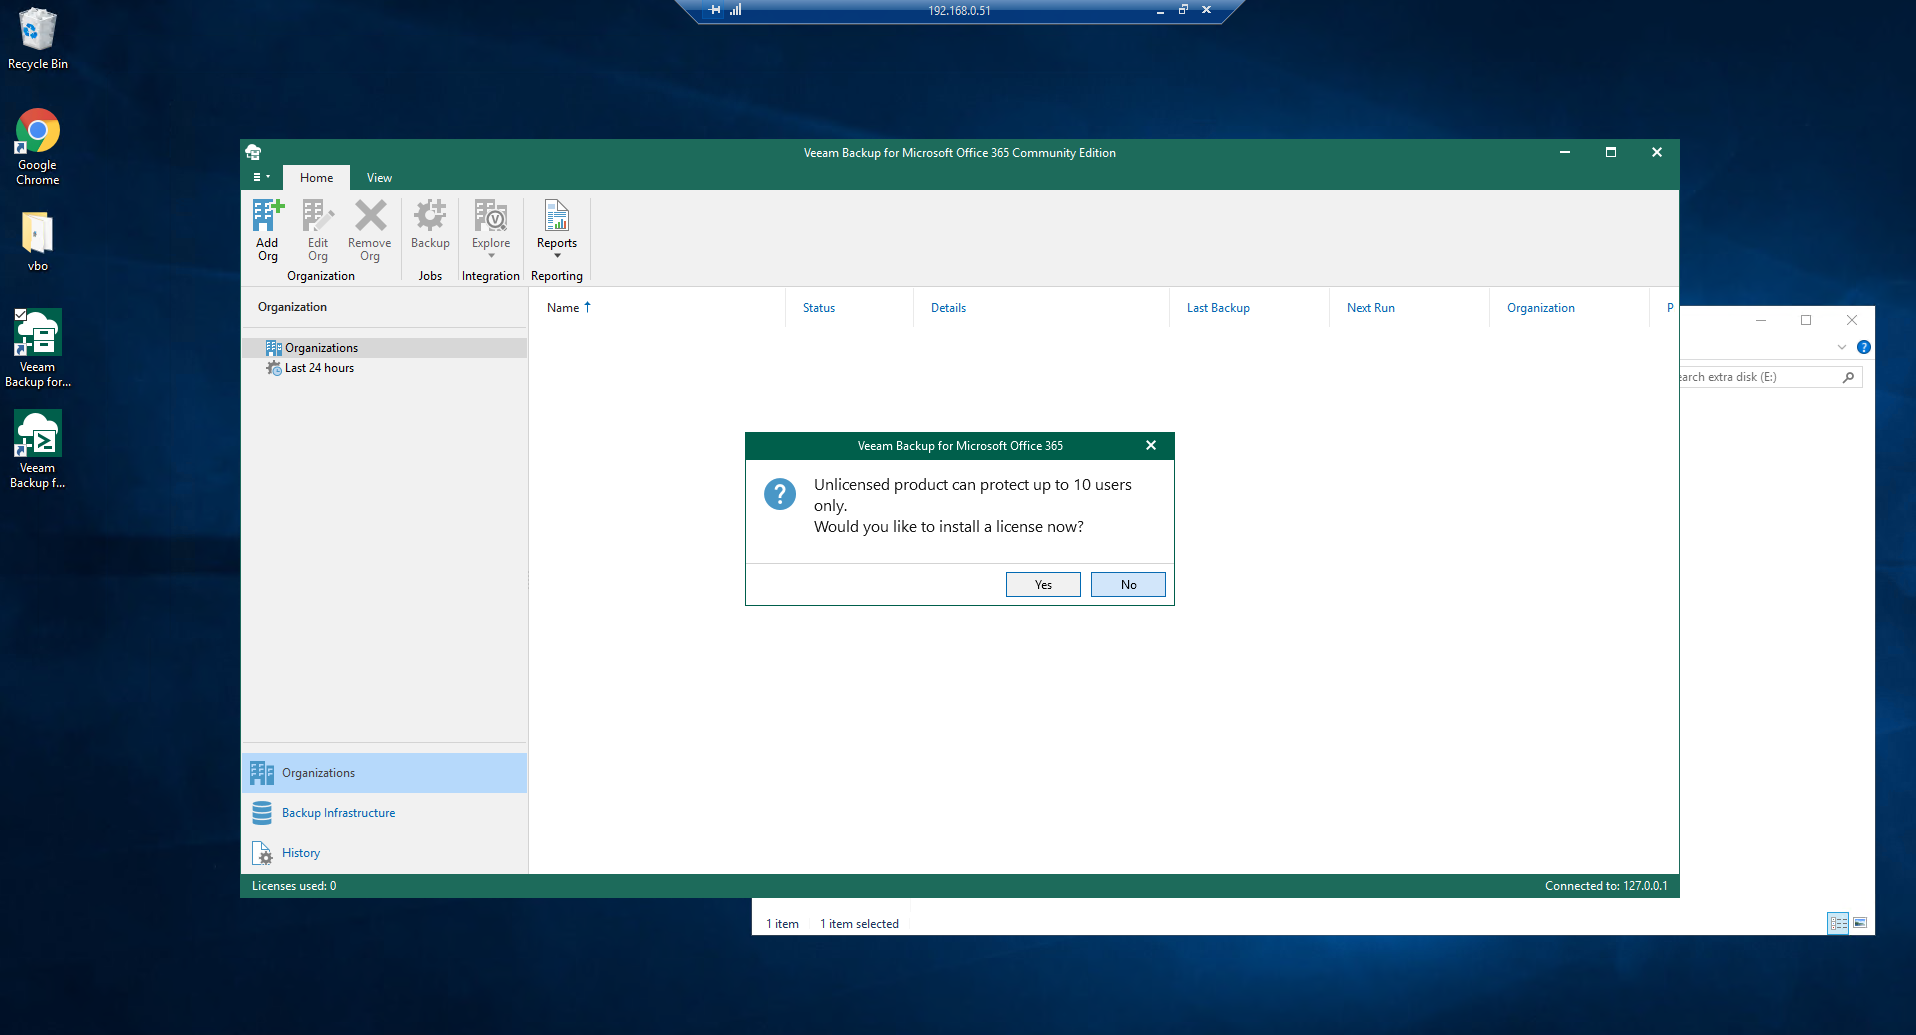 192.168.0.51
Recycle Bin
Google
Chrome
vbo
Veeam
Backup for...
Veeam
Backup f...
Veeam Backup for Microsoft Office 365 Community Edition
Home
View
Add
Org
Edit
Org
Remove
Org
Organization
Backup
Jobs
Explore
Integration
Reports
Reporting
Organization
Name
Status
Details
Last Backup
Next Run
Organization
P
Organizations
Last 24 hours
earch extra disk (E:)
Veeam Backup for Microsoft Office 365
Unlicensed product can protect up to 10 users
only.
Would you like to install a license now?
Yes
No
Organizations
Backup Infrastructure
History
Licenses used: 0
Connected to: 127.0.0.1
1 item
1 item selected